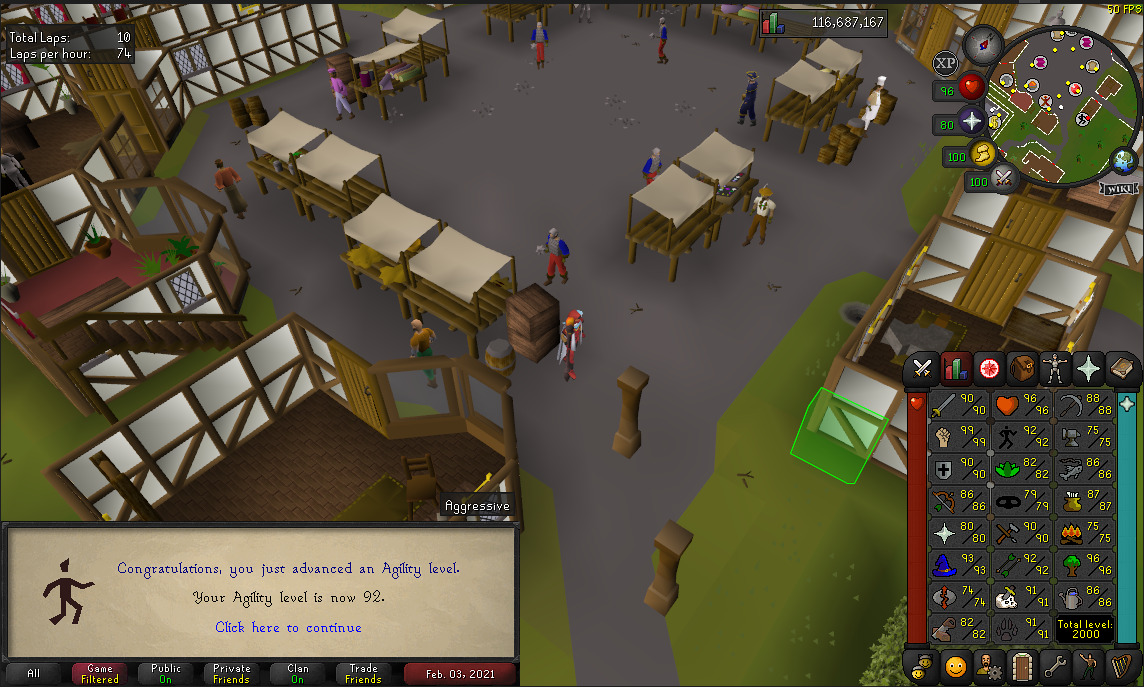 50 FPS
Total Laps: 10
Laps per hour: 74
116,687,167
XP
96
80
100
100
WIKI
90/90 96/96 88/88
99/99 92/92 75/75
90/90 82/82 86/86
86/86 79/79 87/87
80/80 90/90 75/75
93/93 92/92 96/96
74/74 91/91 86/86
82/82 91/91 Total level:
2000
Aggressive
Congratulations, you just advanced an Agility level.
Your Agility level is now 92.
Click here to continue
All Game Public Private Clan Trade Feb. 03, 2021
Filtered On Friends On Friends